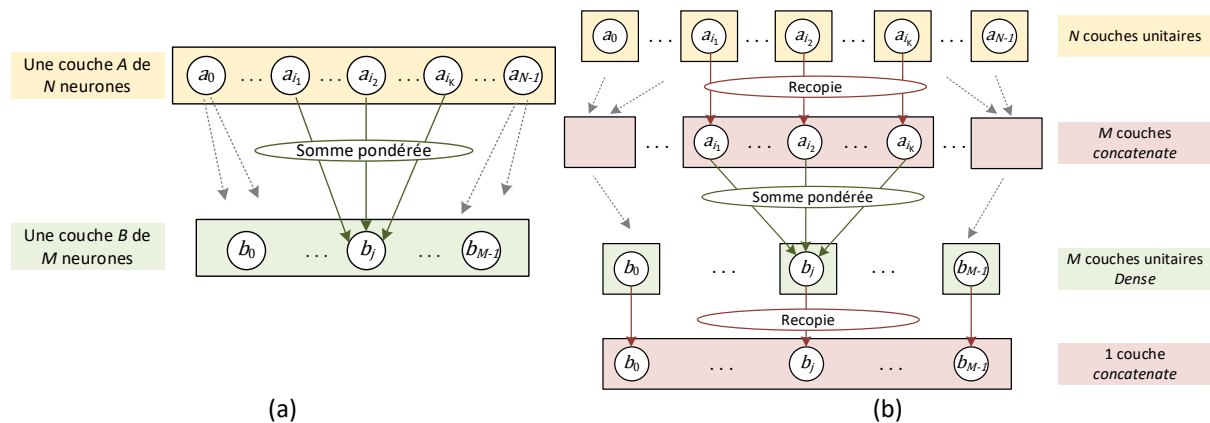 Une couche A de
N neurones
a0 ... ai1 ... ai2 ... aiK ... aN-1
Somme pondérée
Une couche B de
M neurones
b0 ... bj ... bM-1
(a)
a0 ... ai1 ... ai2 ... aiK ... aN-1
N couches unitaires
Recopie
... ai1 ... ai2 ... aiK ...
M couches
concatenate
Somme pondérée
b0 ... bj ... bM-1
M couches unitaires
Dense
Recopie
b0 ... bj ... bM-1
1 couche
concatenate
(b)